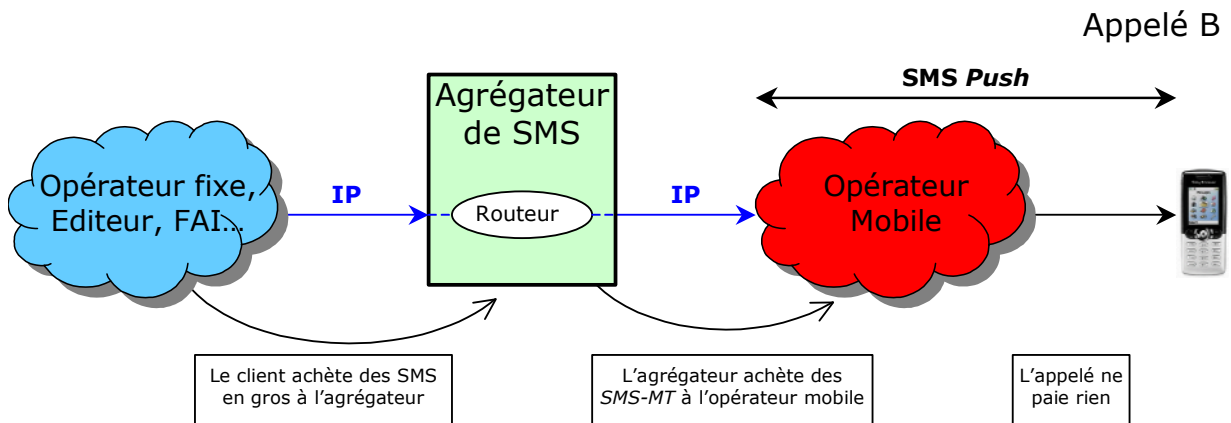 Appelé B
SMS Push
Agrégateur
de SMS
Opérateur fixe,
Editeur, FAI...
IP
Routeur
IP
Opérateur
Mobile
Le client achète des SMS
en gros à l'agrégateur
L'agrégateur achète des
SMS-MT à l'opérateur mobile
L'appelé ne
paie rien